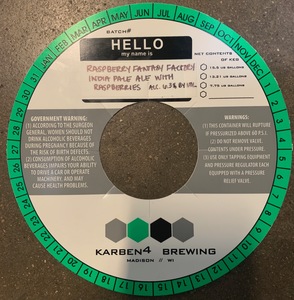 JAN FEB MAR APR MAY JUN JUL AUG SEP OCT NOV DEC
BATCH#
HELLO
my name is
RASPBERRY FANTASY FACTORY
INDIA PALE ALE WITH
RASPBERRIES ALC. 6.3% BY VOL.
NET CONTENTS
OF KEG
15.5 US GALLONS
13.21 US GALLONS
7.75 US GALLONS
GOVERNMENT WARNING:
(1) ACCORDING TO THE SURGEON
GENERAL, WOMEN SHOULD NOT
DRINK ALCOHOLIC BEVERAGES
DURING PREGNANCY BECAUSE OF
THE RISK OF BIRTH DEFECTS.
(2) CONSUMPTION OF ALCOHOLIC
BEVERAGES IMPAIRS YOUR ABILITY
TO DRIVE A CAR OR OPERATE
MACHINERY, AND MAY
CAUSE HEALTH PROBLEMS.
WARNINGS:
(1) THIS CONTAINER WILL RUPTURE
IF PRESSURIZED ABOVE 60 P.S.I.
(2) DO NOT REMOVE VALVE.
CONTENTS UNDER PRESSURE
(3) USE ONLY TAPPING EQUIPMENT
AND PRESSURE REGULATOR EACH
EQUIPPED WITH A PRESSURE
RELIEF VALVE.
KARBEN4 BREWING
MADISON // WI
1 2 3 4 5 6 7 8 9 10 11 12 13 14 15 16 17 18 19 20 21 22 23 24 25 26 27 28 29 30 31